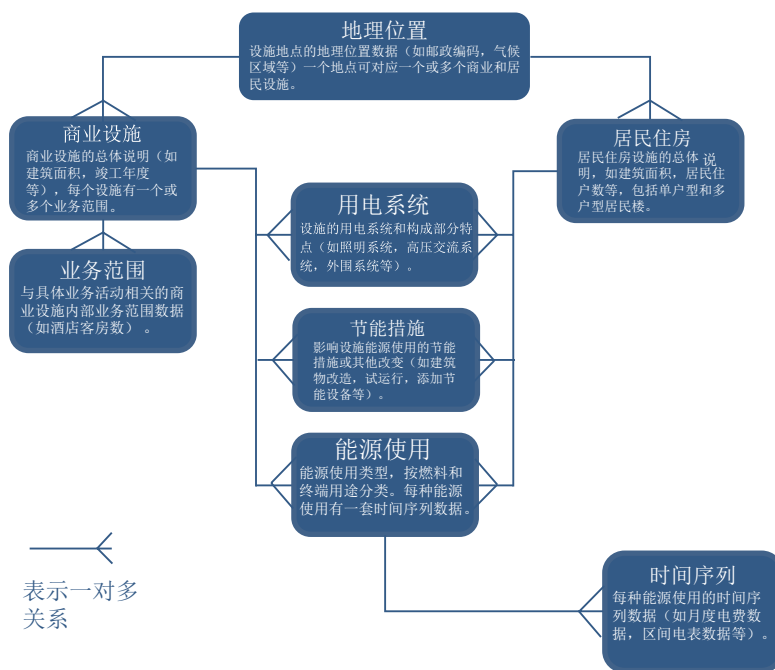 地理位置
设施地点的地理位置数据（如邮政编码，气候
区域等）一个地点可对应一个或多个商业和居
民设施。
商业设施
商业设施的总体说明（如
建筑面积，竣工年度
等），每个设施有一个或
多个业务范围。
居民住房
居民住房设施的总体 说
明，如建筑面积，居民住
户数等，包括单户型和多
户型居民楼。
用电系统
设施的用电系统和构成部分特
点（如照明系统，高压交流系
统，外围系统等）。
业务范围
与具体业务活动相关的商
业设施内部业务范围数据
（如酒店客房数） 。
节能措施
影响设施能源使用的节能
措施或其他改变（如建筑
物改造，试运行，添加节
能设备等）。
能源使用
能源使用类型，按燃料和
终端用途分类。每种能源
使用有一套时间序列数据。
表示一对多
关系
时间序列
每种能源使用的时间序
列数据（如月度电费数
据，区间电表数据等）。